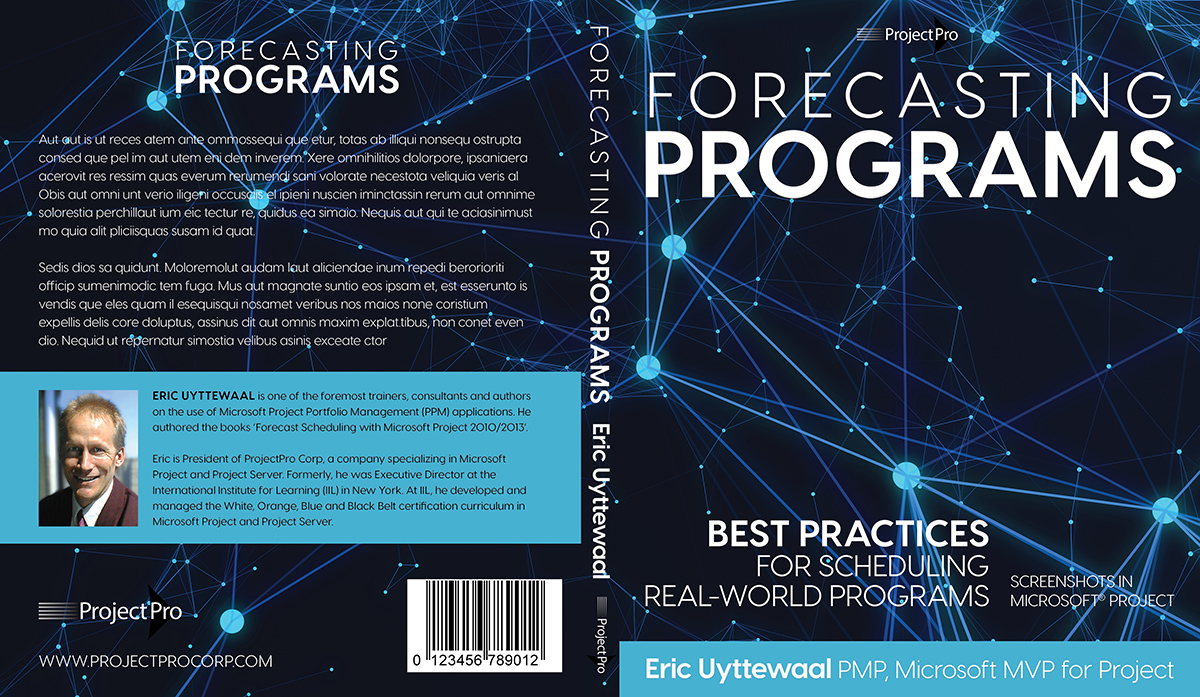 FORECASTING
PROGRAMS
Aut aut is ut reces atem ante ommossequi que etur, totas ab illiqui nonsequ ostrupta
consed que pel im aut utem eni dem inverem. Xere omnihilitios dolorpore, ipsaniaera
acerovit res ressim quas everum rerumendi sani volorate necestota veliquia veris al
Obis aut omni unt verio iligeni occusdis el ipieni nuscien iminctassin rerum aut omnime
solorestia perchillaut ium eic tectur re, quidus ea simaio. Nequis aut qui te aciasinimust
mo quia alit pliciisquas susam id quat.
Sedis dios sa quidunt. Moloremolut audam laut aliciendae inum repedi berorioriti
officip sumenimodic tem fuga. Mus aut magnate suntio eos ipsam et, est esserunto is
vendis que eles quam il esequisqui nosamet veribus nos maios none coristium
expellis delis core doluptus, assinus dit aut omnis maxim explat.tibus, non conet even
dio. Nequid ut repernatur simostia velibus asinis exceate ctor
ERIC UYTTEWAAL is one of the foremost trainers, consultants and authors
on the use of Microsoft Project Portfolio Management (PPM) applications. He
authored the books ‘Forecast Scheduling with Microsoft Project 2010/2013’.
Eric is President of ProjectPro Corp, a company specializing in Microsoft
Project and Project Server. Formerly, he was Executive Director at the
International Institute for Learning (IIL) in New York. At IIL, he developed and
managed the White, Orange, Blue and Black Belt certification curriculum in
Microsoft Project and Project Server.
ProjectPro
WWW.PROJECTPROCORP.COM
0 123456 789012
FORECASTING PROGRAMS Eric Uyttewaal ProjectPro
ProjectPro
FORECASTING
PROGRAMS
BEST PRACTICES
FOR SCHEDULING
REAL-WORLD PROGRAMS
SCREENSHOTS IN
MICROSOFT® PROJECT
Eric Uyttewaal PMP, Microsoft MVP for Project